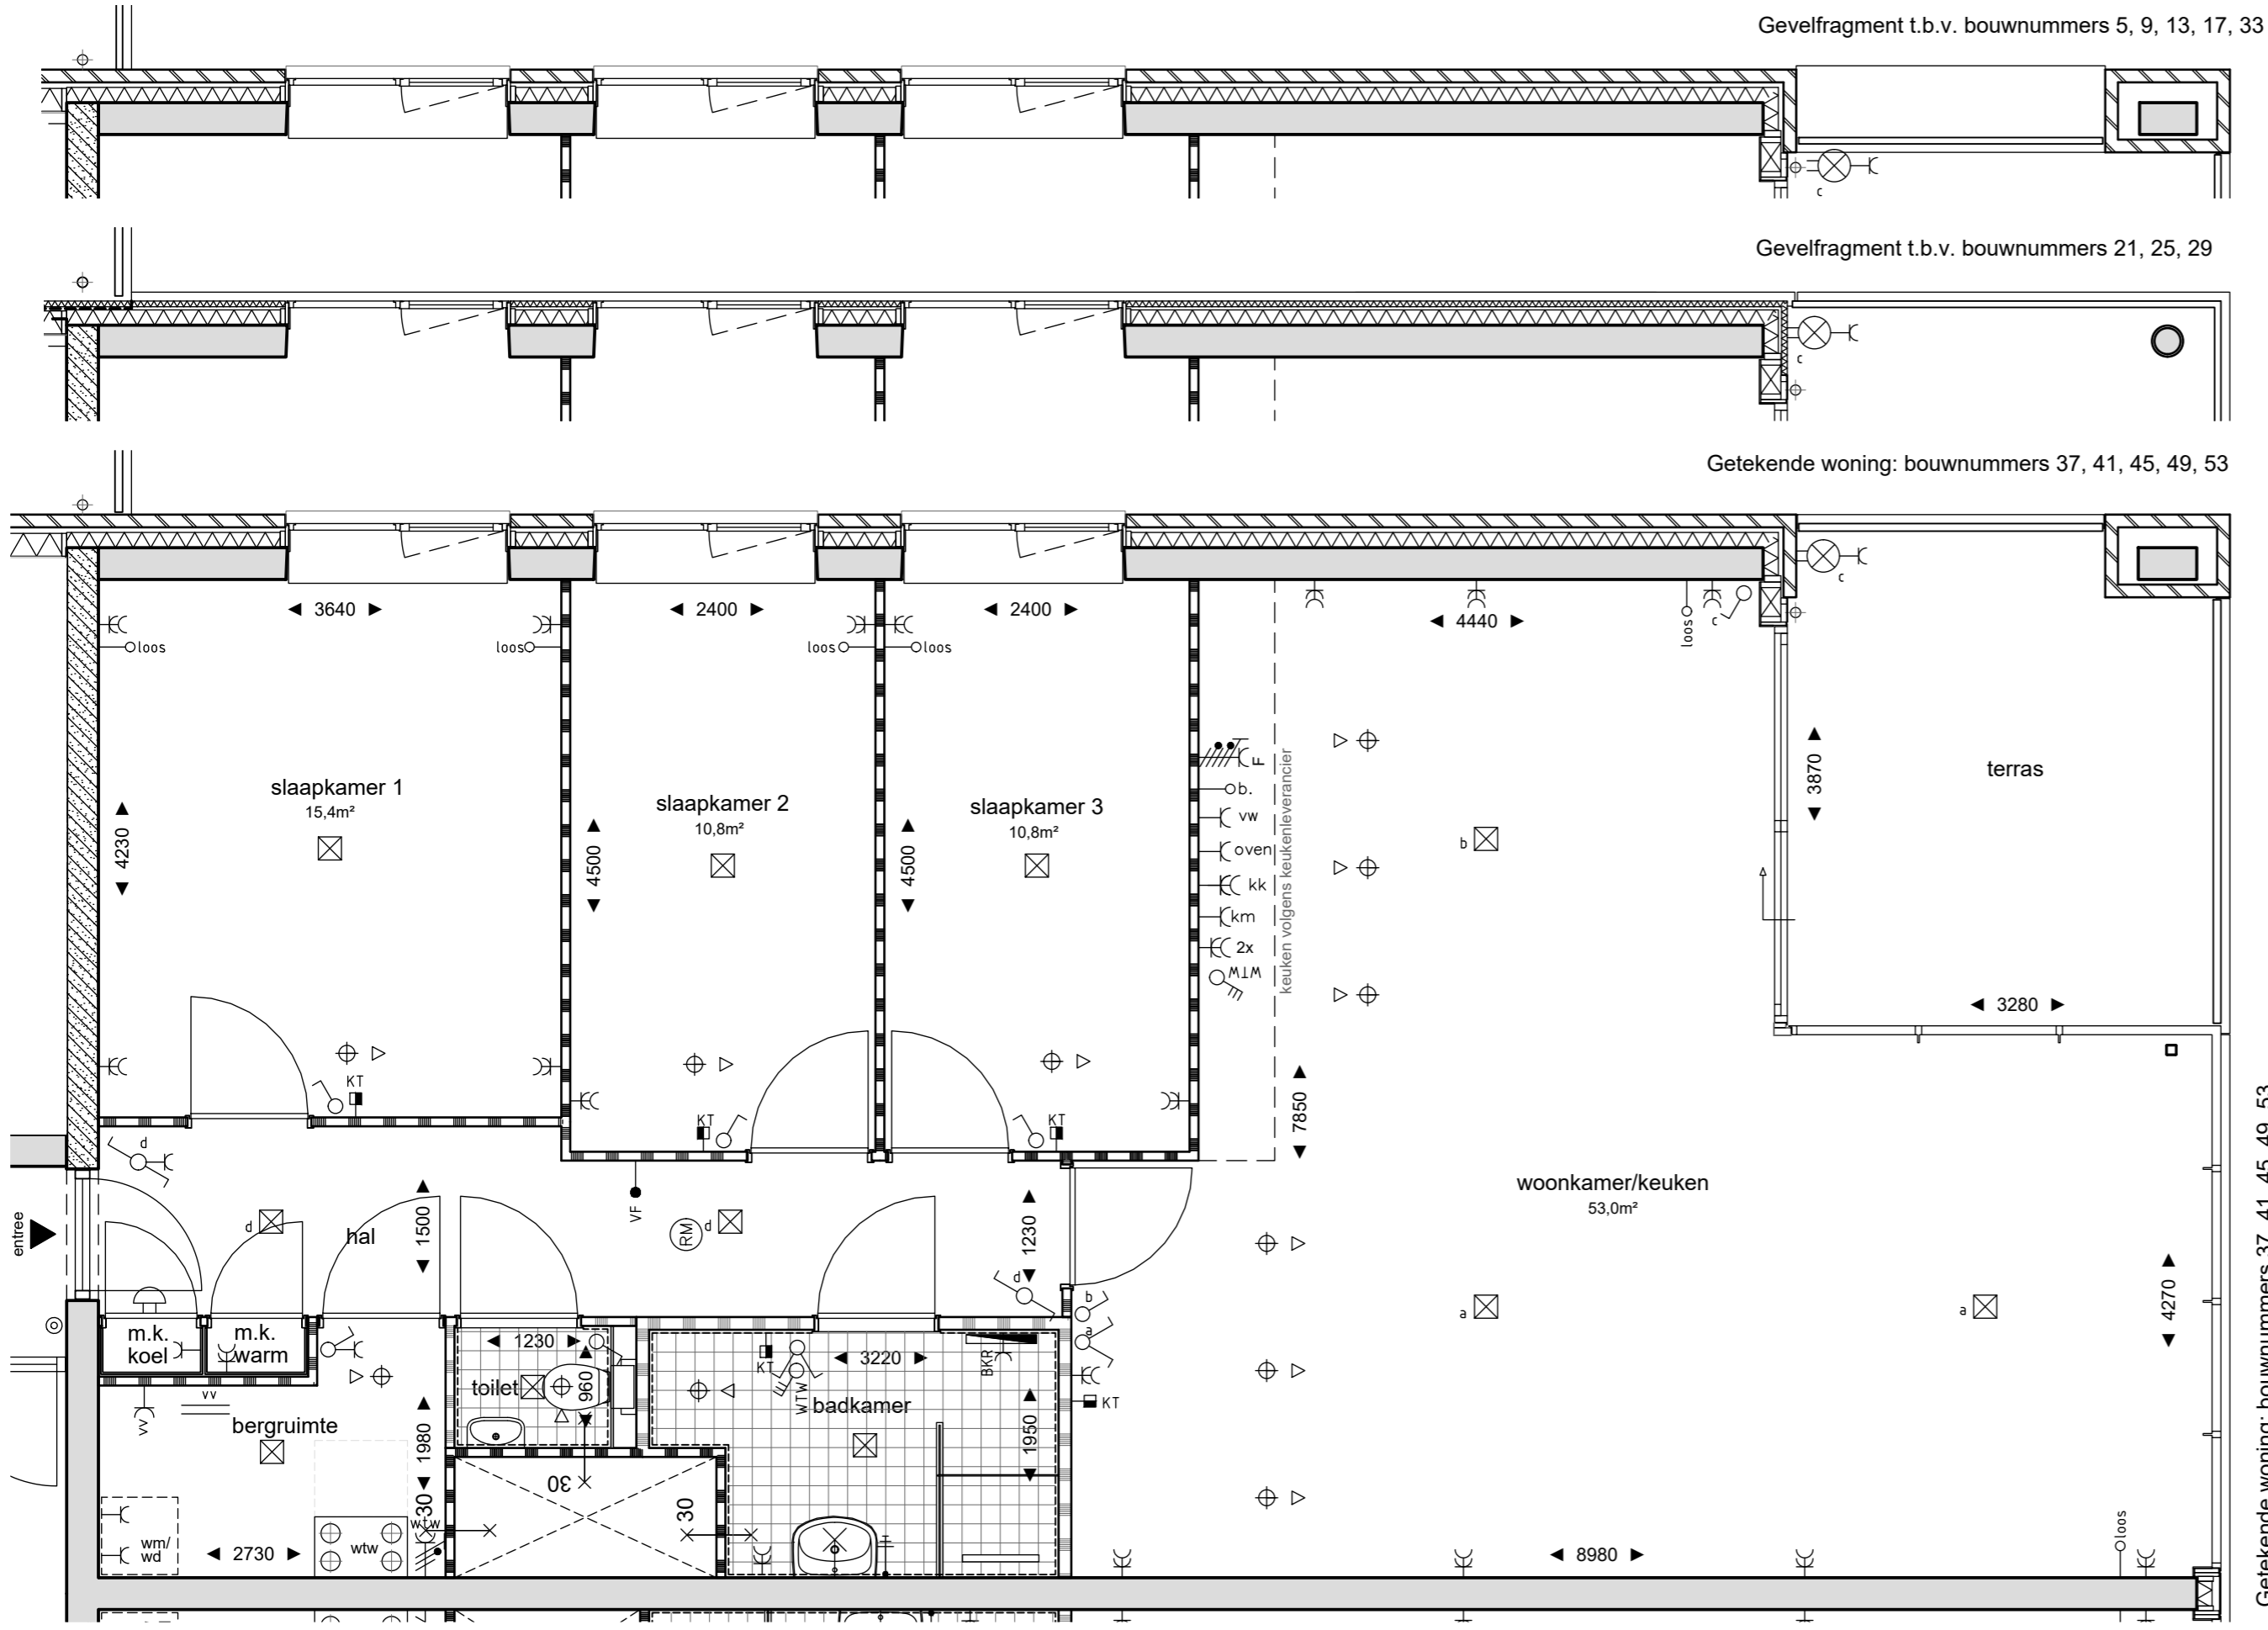 Gevelfragment t.b.v. bouwnummers 5, 9, 13, 17, 33
c
Gevelfragment t.b.v. bouwnummers 21, 25, 29
c
Getekende woning: bouwnummers 37, 41, 45, 49, 53
c
3640
2400
2400
4440
loos
loos
loos
loos
loos
c
slaapkamer 1
15,4m²
4230
slaapkamer 2
10,8m²
4500
slaapkamer 3
10,8m²
4500
F
b.
vw
oven
kk
km
2x
WTW
keuken volgens keukenleverancier
b
3870
terras
3280
KT
KT
KT
7850
d
entree
d
hal
1500
VF
RM
d
1230
d
woonkamer/keuken
53,0m²
b
a
a
a
4270
m.k.
koel
m.k.
warm
vv
vv
bergruimte
1980
30
wtw
wm/
wd
2730
wtw
1230
toilet
960
30
30
KT
WTW
3220
badkamer
BKR
1950
KT
8980
loos
Getekende woning: bouwnummers 37, 41, 45, 49, 53